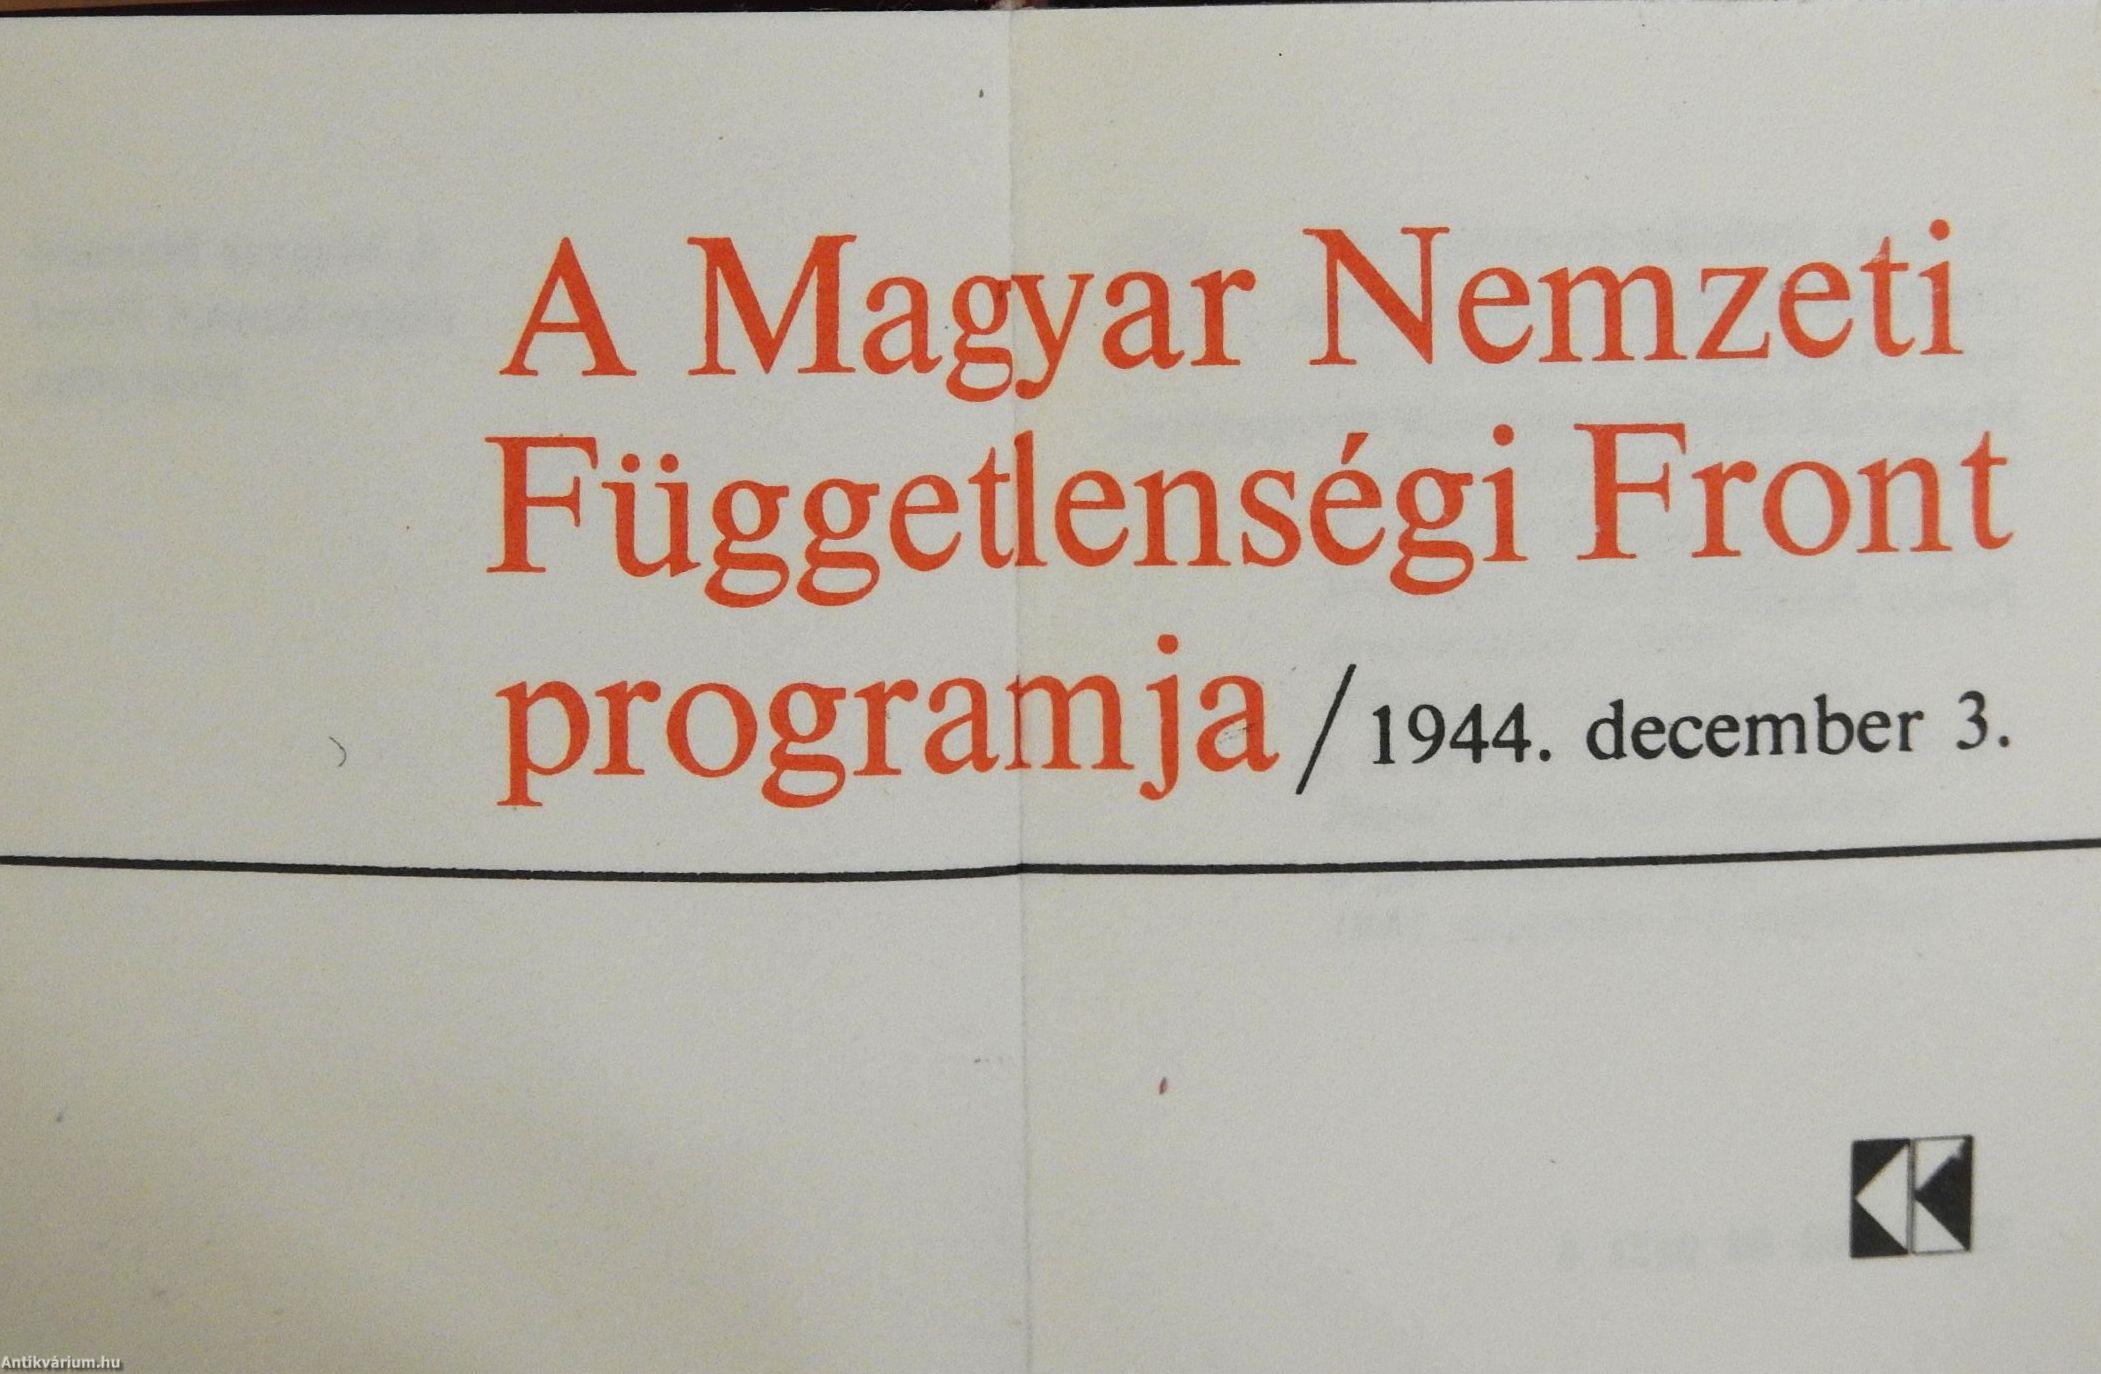 A Magyar Nemzeti
Függetlenségi Front
programja / 1944. december 3.
Antikvárium.hu